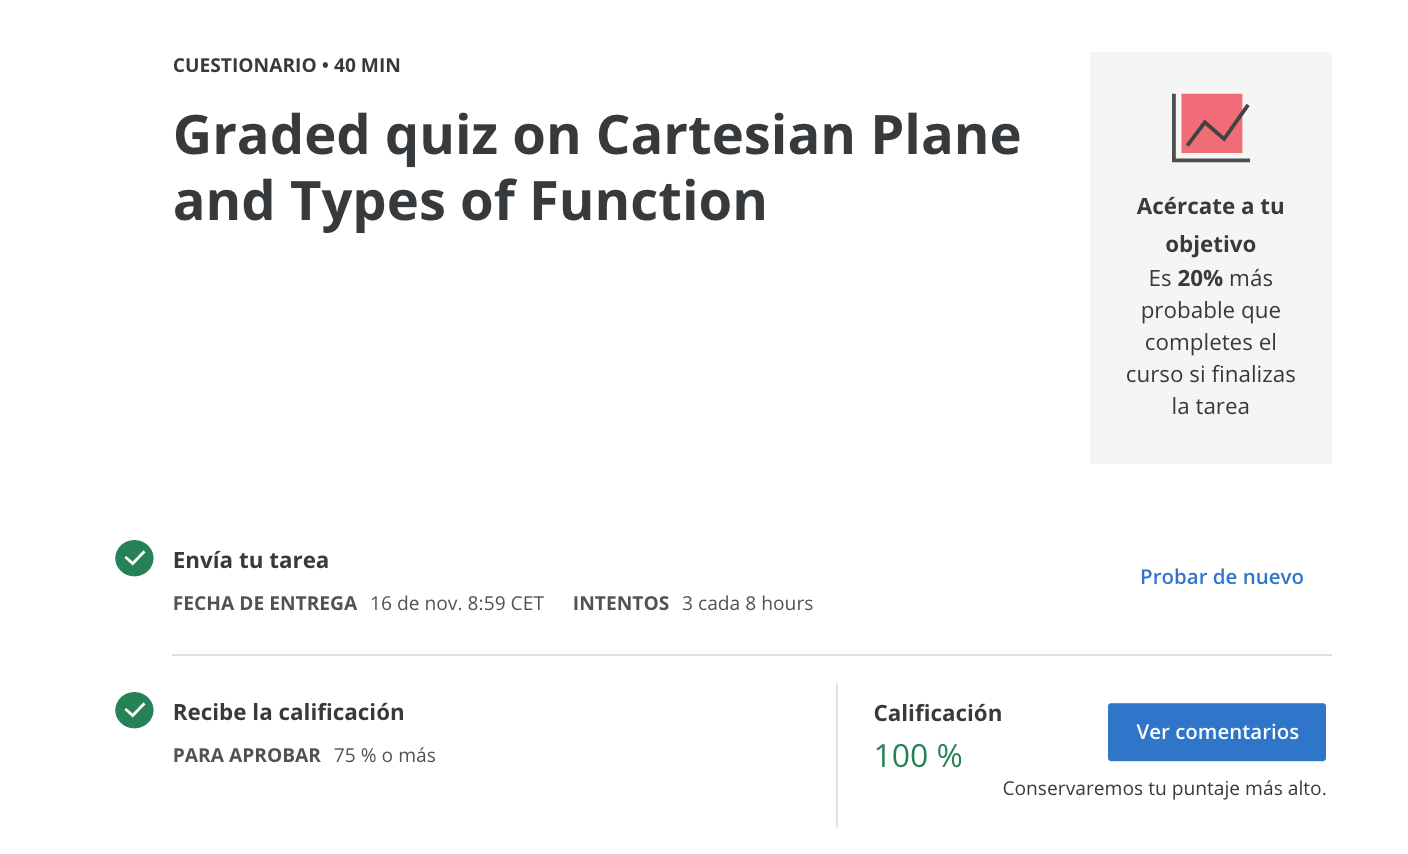 CUESTIONARIO • 40 MIN
Graded quiz on Cartesian Plane
and Types of Function
Acércate a tu
objetivo
Es 20% más
probable que
completes el
curso si finalizas
la tarea
Envía tu tarea
FECHA DE ENTREGA 16 de nov. 8:59 CET INTENTOS 3 cada 8 hours
Probar de nuevo
Recibe la calificación
PARA APROBAR 75 % o más
Calificación
100 %
Ver comentarios
Conservaremos tu puntaje más alto.